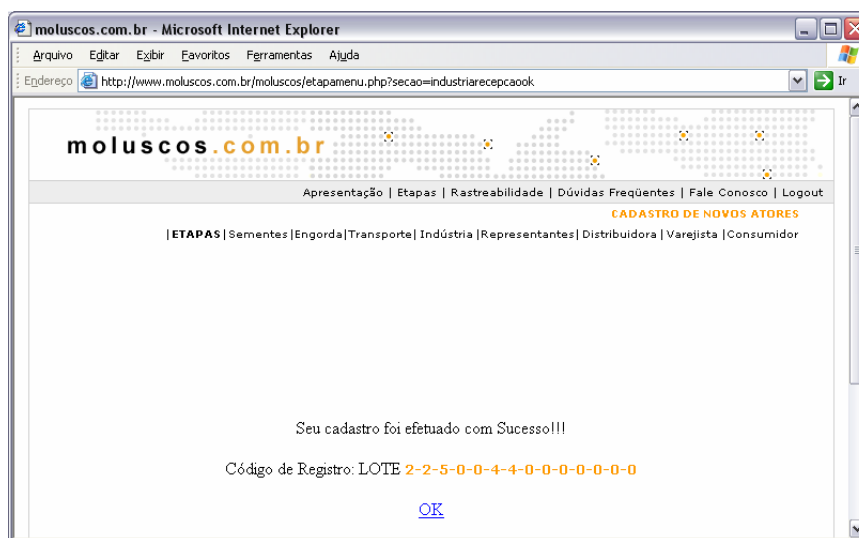 moluscos.com.br - Microsoft Internet Explorer
Arquivo Editar Exibir Favoritos Ferramentas Ajuda
Endereço http://www.moluscos.com.br/moluscos/etapamenu.php?secao=industriarecepcaook Ir
moluscos.com.br
Apresentação | Etapas | Rastreabilidade | Dúvidas Freqüentes | Fale Conosco | Logout
CADASTRO DE NOVOS ATORES
|ETAPAS| Sementes |Engorda|Transporte| Indústria |Representantes| Distribuidora | Varejista |Consumidor
Seu cadastro foi efetuado com Sucesso!!!
Código de Registro: LOTE 2-2-5-0-0-4-4-0-0-0-0-0-0-0
OK